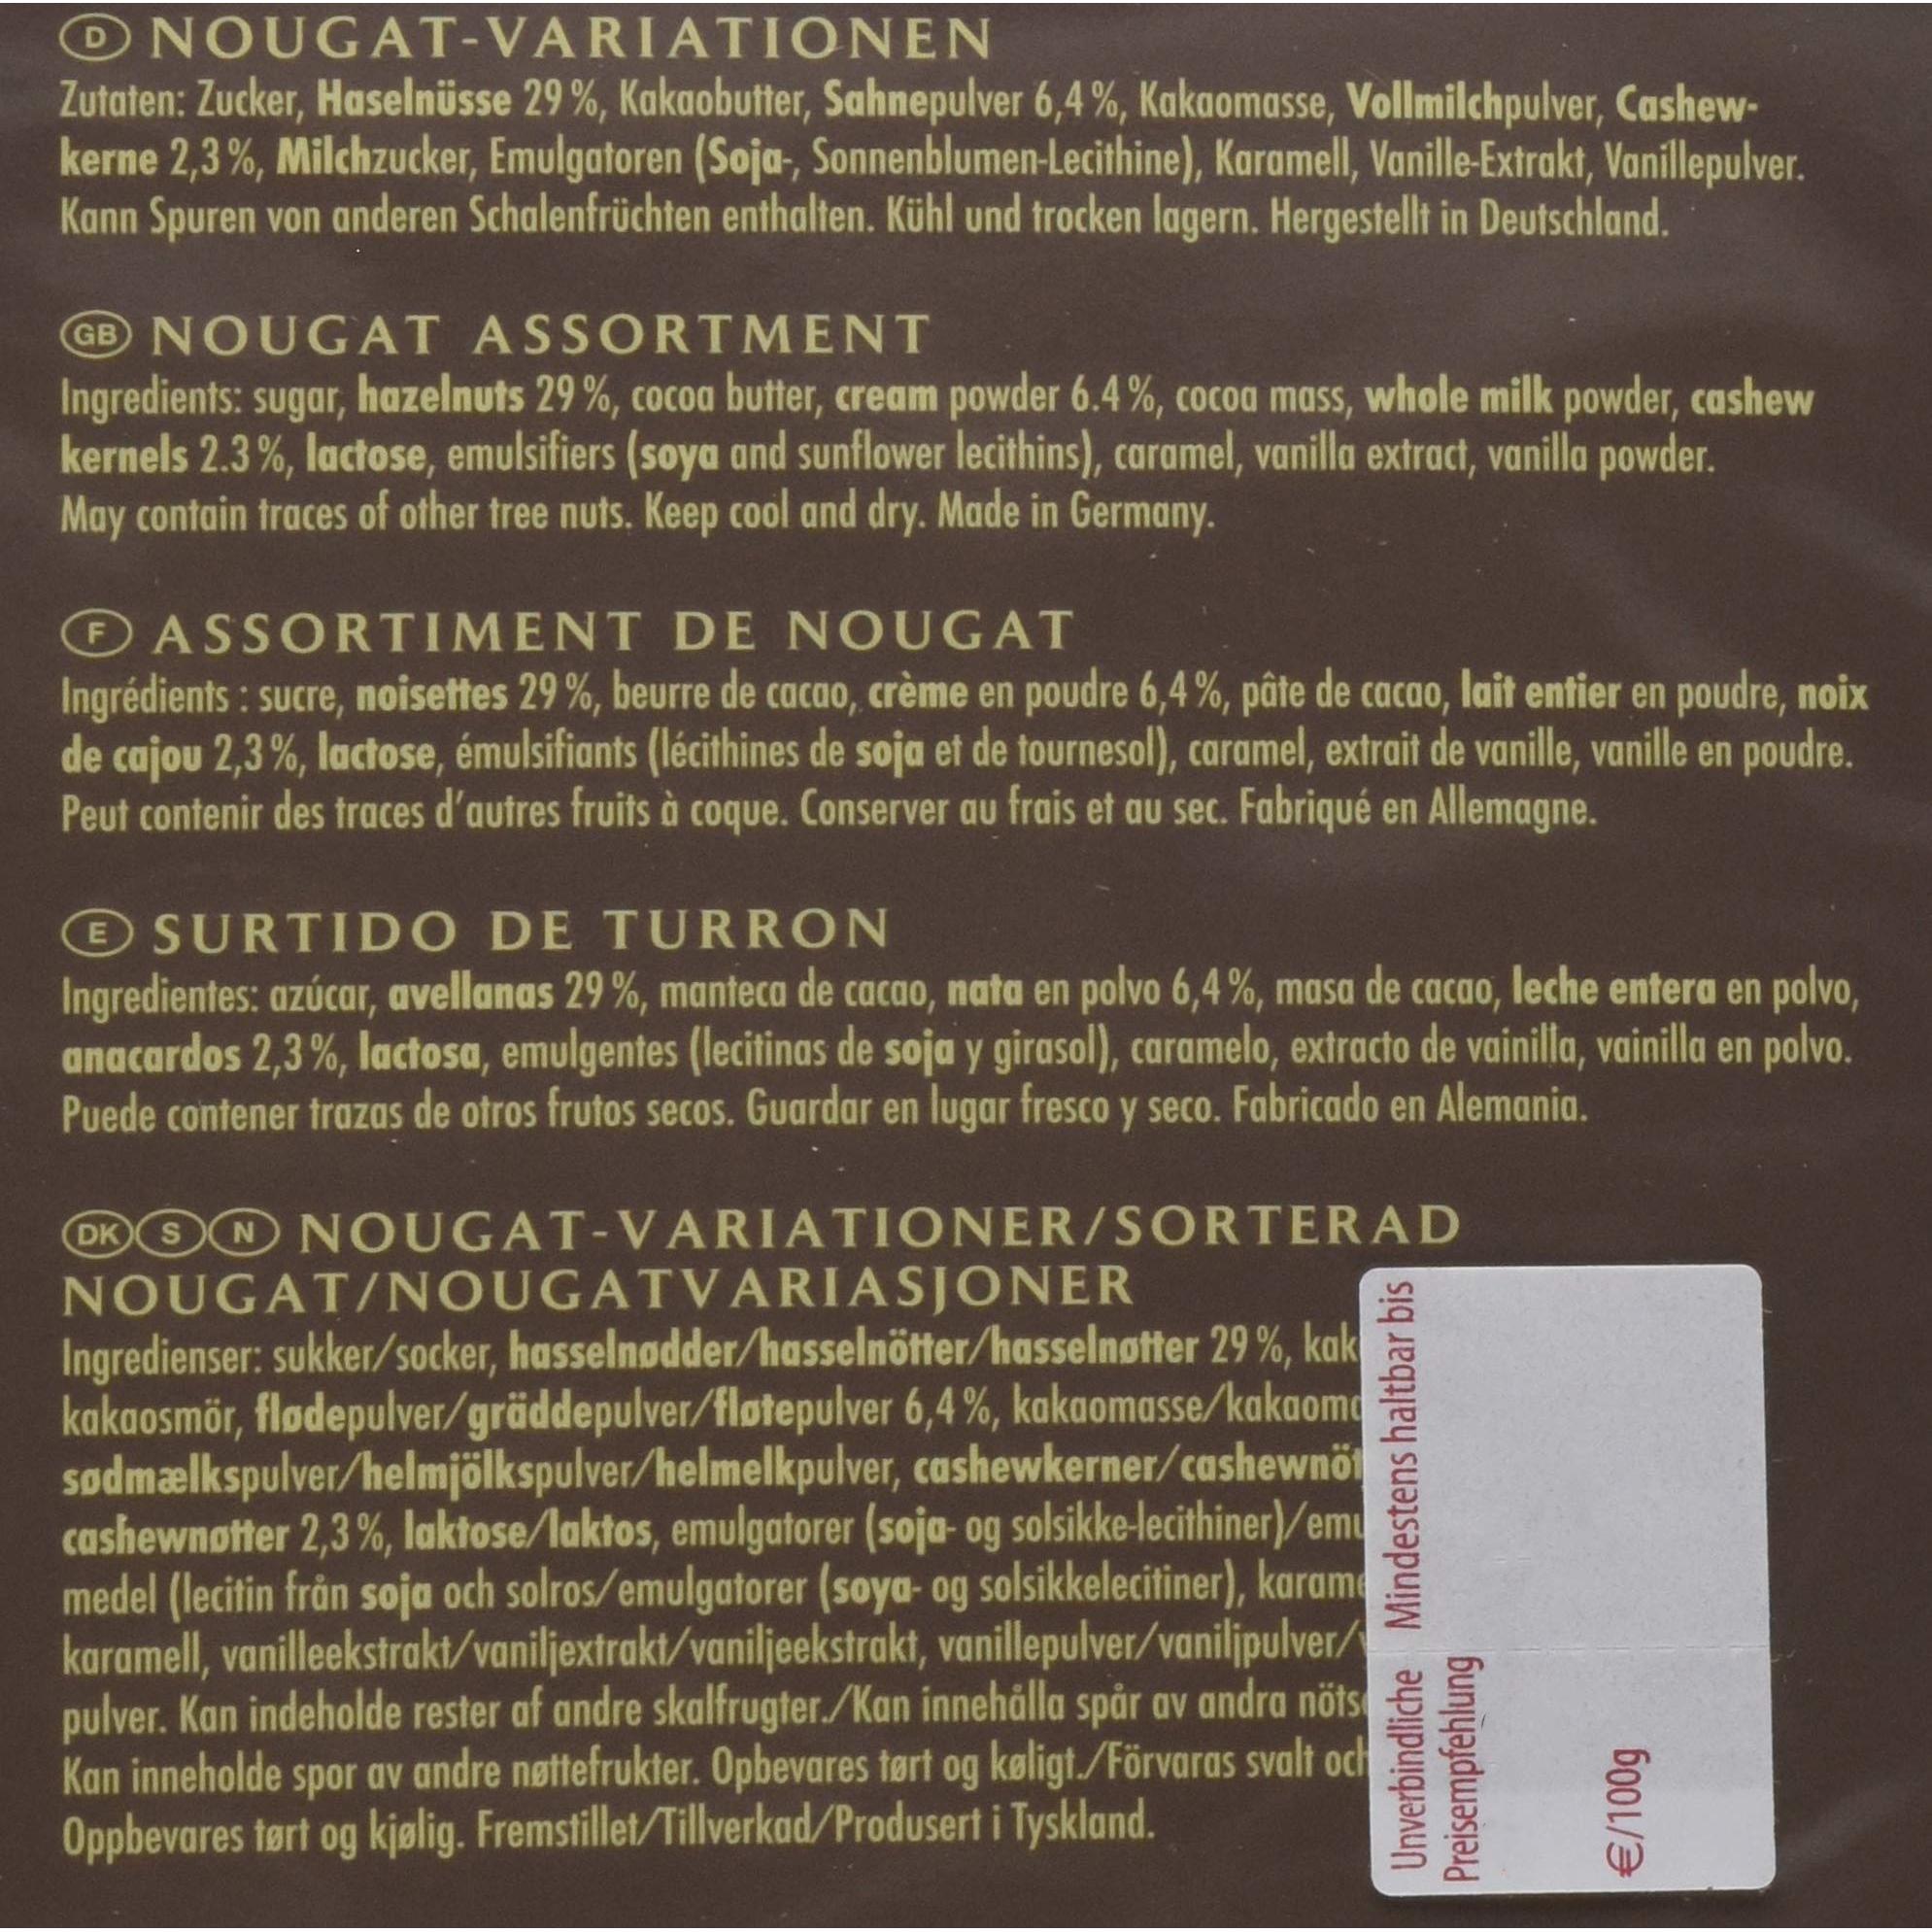 D NOUGAT-VARIATIONEN
Zutaten: Zucker, Haselnüsse 29 %, Kakaobutter, Sahnepulver 6,4 %, Kakaomasse, Vollmilchpulver, Cashew-
kerne 2,3 %, Milchzucker, Emulgatoren (Soja-, Sonnenblumen-Lecithine), Karamell, Vanille-Extrakt, Vanillepulver.
Kann Spuren von anderen Schalenfrüchten enthalten. Kühl und trocken lagern. Hergestellt in Deutschland.
GB NOUGAT ASSORTMENT
Ingredients: sugar, hazelnuts 29 %, cocoa butter, cream powder 6.4 %, cocoa mass, whole milk powder, cashew
kernels 2.3 %, lactose, emulsifiers (soya and sunflower lecithins), caramel, vanilla extract, vanilla powder.
May contain traces of other tree nuts. Keep cool and dry. Made in Germany.
F ASSORTIMENT DE NOUGAT
Ingrédients : sucre, noisettes 29 %, beurre de cacao, crème en poudre 6,4 %, pâte de cacao, lait entier en poudre, noix
de cajou 2,3 %, lactose, émulsifiants (lécithines de soja et de tournesol), caramel, extrait de vanille, vanille en poudre.
Peut contenir des traces d'autres fruits à coque. Conserver au frais et au sec. Fabriqué en Allemagne.
E SURTIDO DE TURRON
Ingredientes: azúcar, avellanas 29 %, manteca de cacao, nata en polvo 6,4 %, masa de cacao, leche entera en polvo,
anacardos 2,3 %, lactosa, emulgentes (lecitinas de soja y girasol), caramelo, extracto de vainilla, vainilla en polvo.
Puede contener trazas de otros frutos secos. Guardar en lugar fresco y seco. Fabricado en Alemania.
DK S N NOUGAT-VARIATIONER/SORTERAD
NOUGAT/NOUGATVARIASJONER
Ingredienser: sukker/socker, hasselnødder/hasselnötter/hasselnøtter 29 %, kak
kakaosmör, flødepulver/gräddepulver/fløtepulver 6,4 %, kakaomasse/kakaom
sødmælkspulver/helmjölkspulver/helmelkpulver, cashewkerner/cashewnöt
cashewnøtter 2,3 %, laktose/laktos, emulgatorer (soja- og solsikke-lecithiner)/emu
medel (lecitin från soja och solros/emulgatorer (soya- og solsikkelecitiner), karam
karamell, vanilleekstrakt/vaniljextrakt/vaniljeekstrakt, vanillepulver/vaniljpulver/
pulver. Kan indeholde rester af andre skalfrugter./Kan innehålla spår av andra nöts
Kan inneholde spor av andre nøttefrukter. Opbevares tørt og køligt./Förvaras svalt och
Oppbevares tørt og kjølig. Fremstillet/Tillverkad/Produsert i Tyskland.
Mindestens haltbar bis
Unverbindliche
Preisempfehlung
€/100g